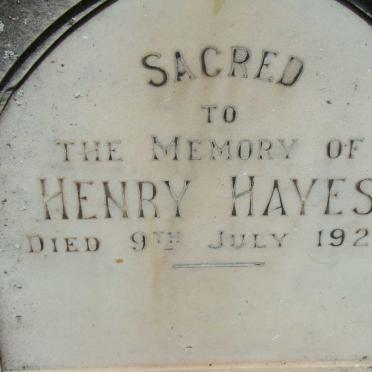 SACRED
TO
THE MEMORY OF
HENRY HAYES
DIED 9TH JULY 192